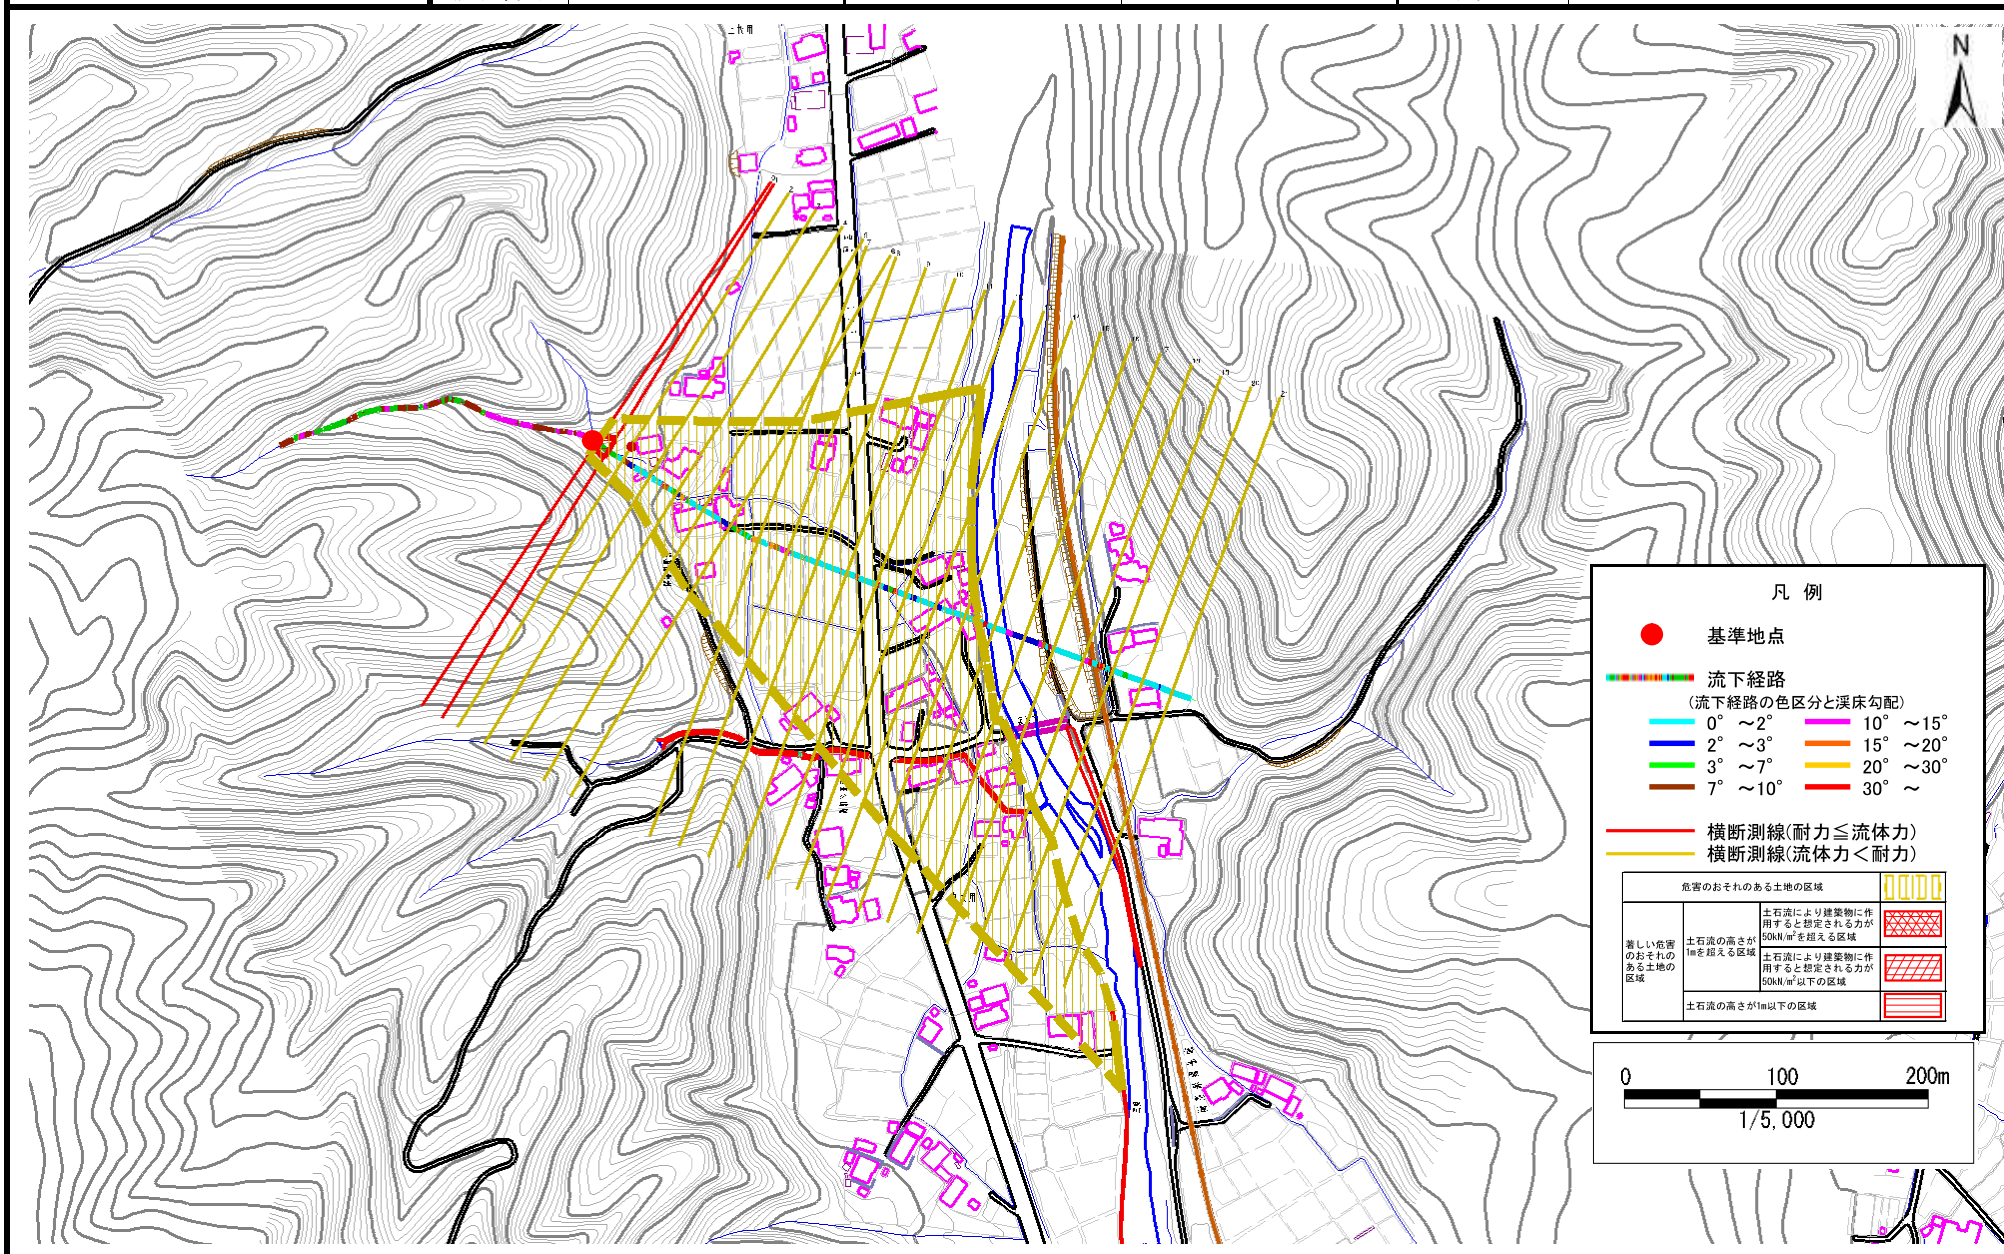 N
凡 例
基準地点
流下経路
(流下経路の色区分と渓床勾配)
0° ～2° 10° ～15°
2° ～3° 15° ～20°
3° ～7° 20° ～30°
7° ～10° 30° ～
横断測線(耐力≦流体力)
横断測線(流体力＜耐力)
危害のおそれのある土地の区域
著しい危害
のおそれの
ある土地の
区域
土石流の高さが
1mを超える区域
土石流により建築物に作
用すると想定される力が
50kN/m²を超える区域
土石流により建築物に作
用すると想定される力が
50kN/m²以下の区域
土石流の高さが1m以下の区域
0 100 200m
1/5,000